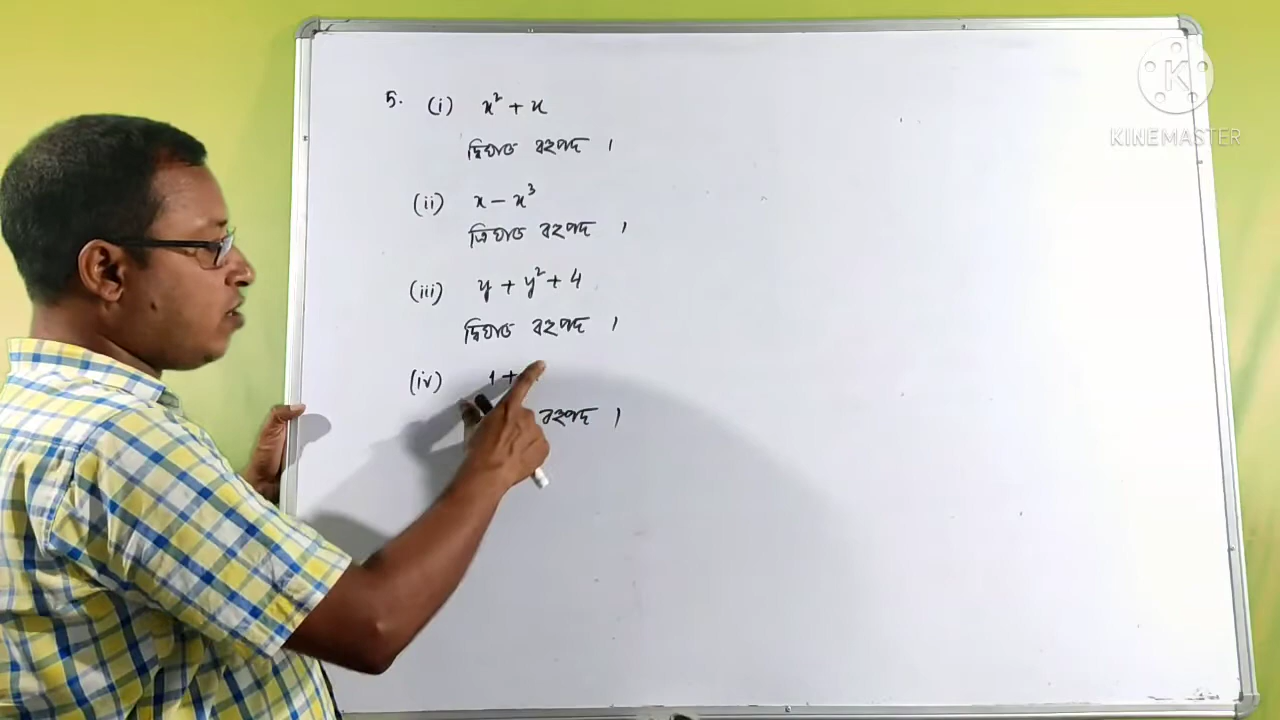 5. (i) x² + x
দ্বিঘাত বহুপদ ।
(ii) x − x³
ত্ৰিঘাত বহুপদ ।
(iii) y + y² + 4
দ্বিঘাত বহুপদ ।
(iv) 1 +
বহুপদ ।
KINEMASTER